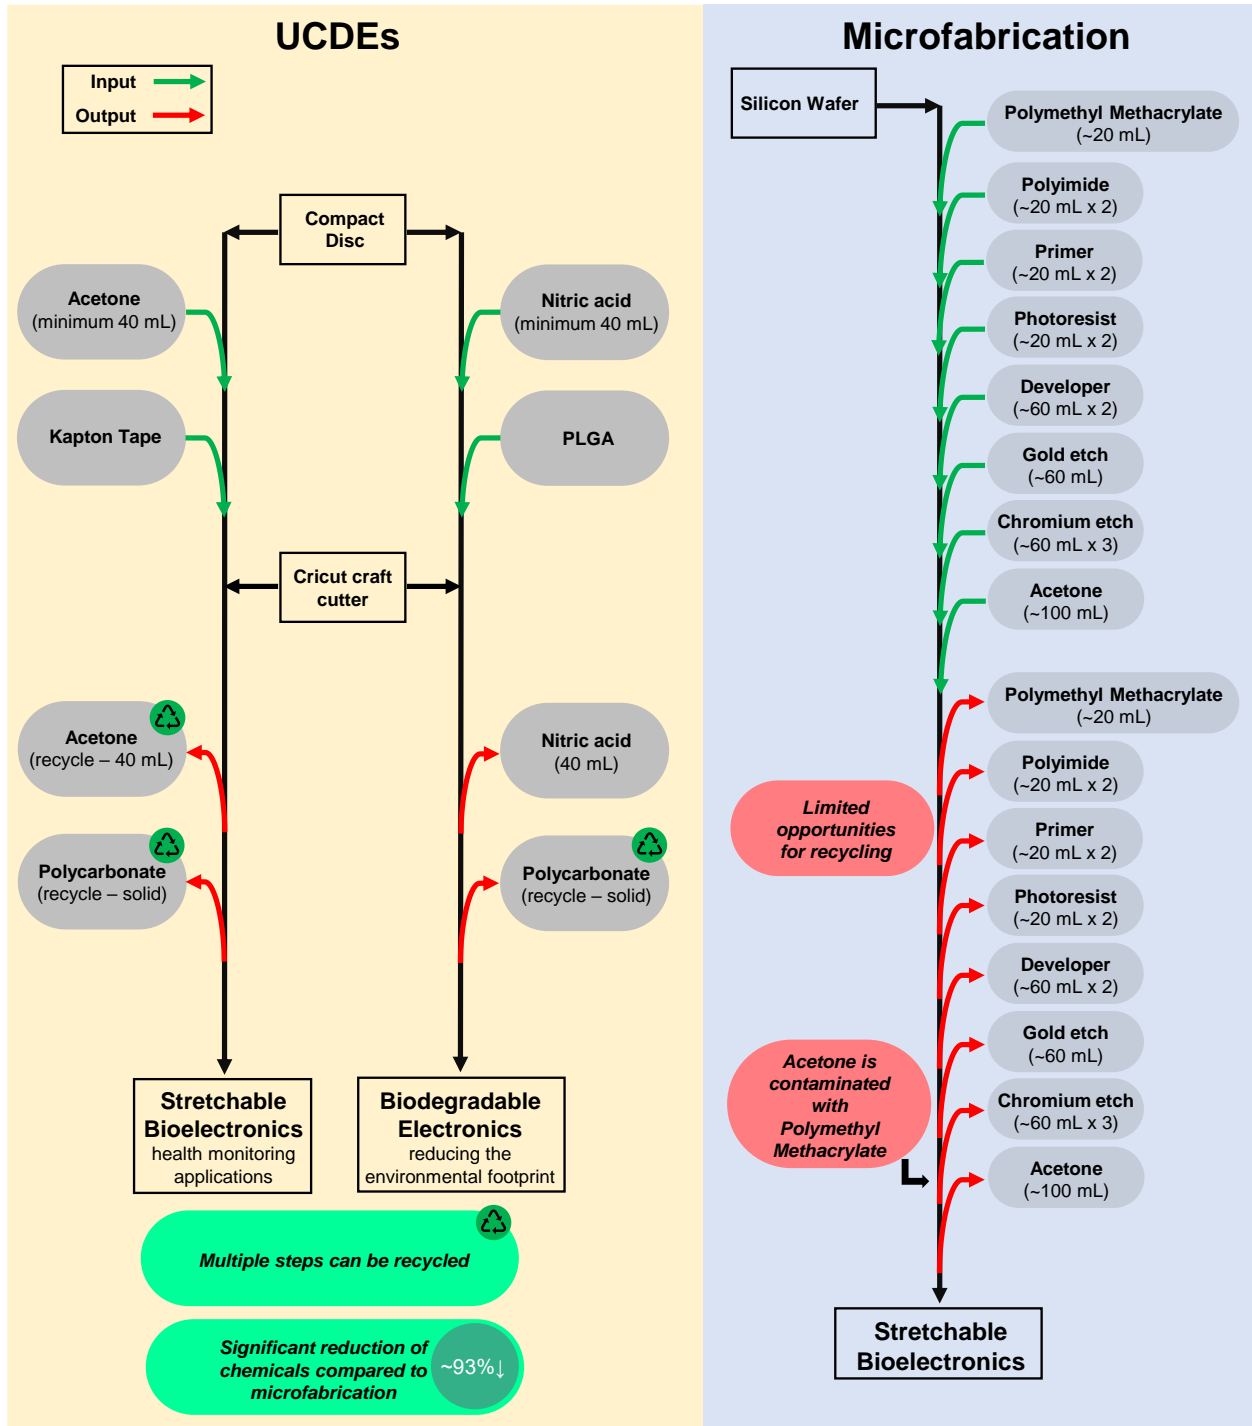 UCDEs
Input
Output
Compact
Disc
Acetone
(minimum 40 mL)
Nitric acid
(minimum 40 mL)
Kapton Tape
PLGA
Cricut craft
cutter
Acetone
(recycle – 40 mL)
Nitric acid
(40 mL)
Polycarbonate
(recycle – solid)
Polycarbonate
(recycle – solid)
Stretchable
Bioelectronics
health monitoring
applications
Biodegradable
Electronics
reducing the
environmental footprint
Multiple steps can be recycled
Significant reduction of
chemicals compared to
microfabrication
~93%↓
Microfabrication
Silicon Wafer
Polymethyl Methacrylate
(~20 mL)
Polyimide
(~20 mL x 2)
Primer
(~20 mL x 2)
Photoresist
(~20 mL x 2)
Developer
(~60 mL x 2)
Gold etch
(~60 mL)
Chromium etch
(~60 mL x 3)
Acetone
(~100 mL)
Polymethyl Methacrylate
(~20 mL)
Polyimide
(~20 mL x 2)
Limited
opportunities
for recycling
Primer
(~20 mL x 2)
Photoresist
(~20 mL x 2)
Developer
(~60 mL x 2)
Gold etch
(~60 mL)
Acetone is
contaminated
with
Polymethyl
Methacrylate
Chromium etch
(~60 mL x 3)
Acetone
(~100 mL)
Stretchable
Bioelectronics